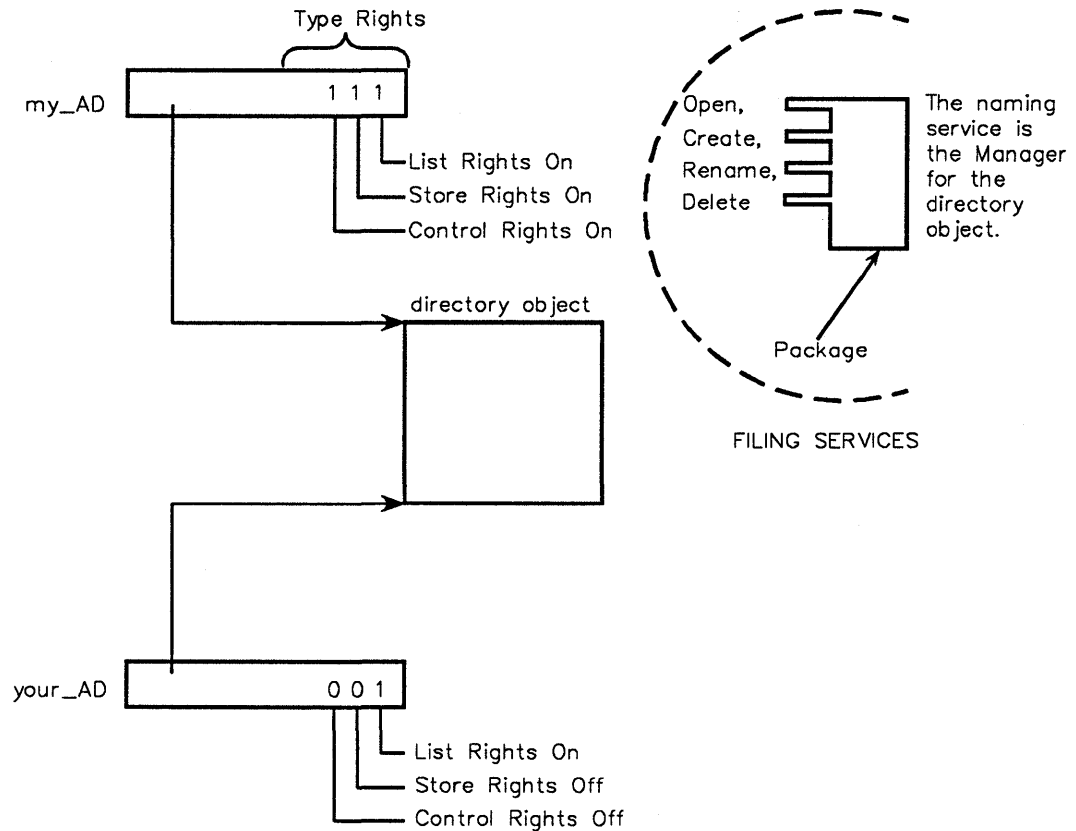 Type Rights
my_AD
1 1 1
List Rights On
Store Rights On
Control Rights On
Open,
Create,
Rename,
Delete
The naming
service is
the Manager
for the
directory
object.
Package
FILING SERVICES
directory object
your_AD
0 0 1
List Rights On
Store Rights Off
Control Rights Off